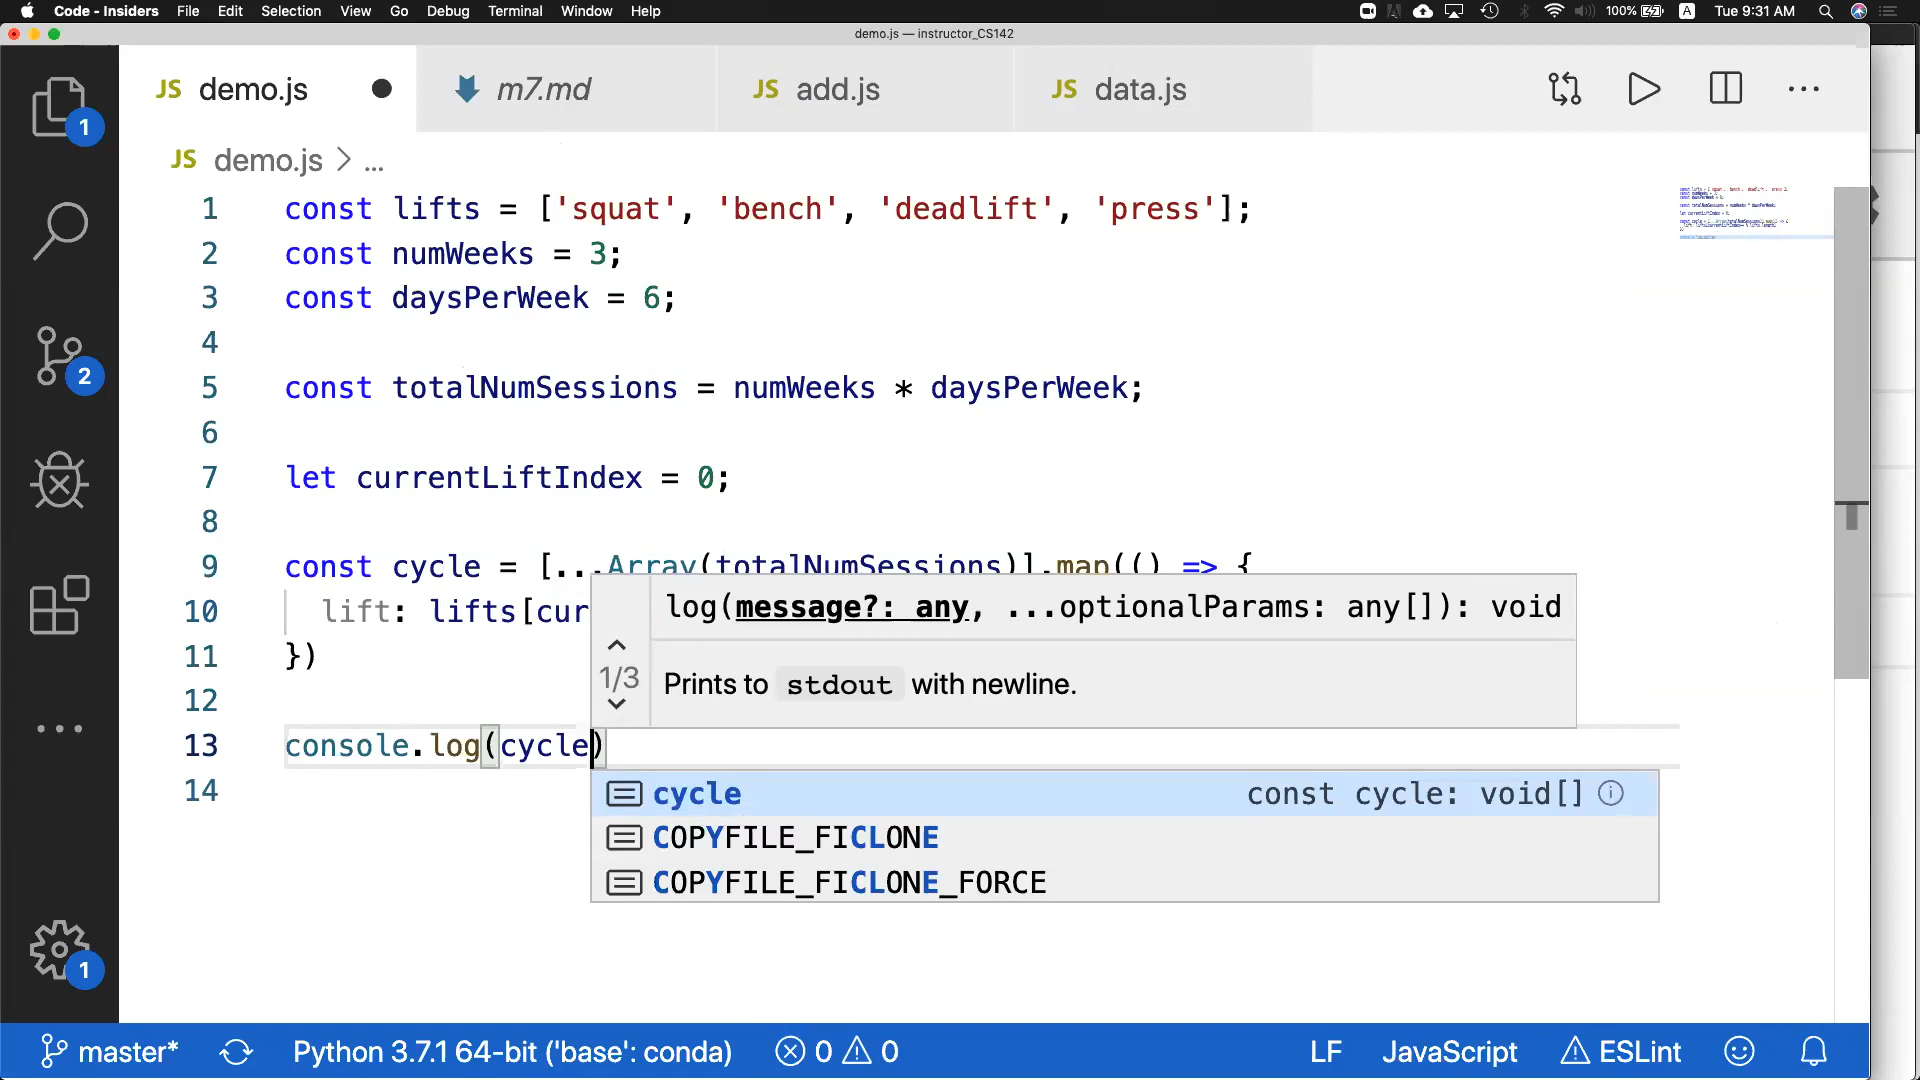 Code - Insiders File Edit Selection View Go Debug Terminal Window Help 100% A Tue 9:31 AM
demo.js — instructor_CS142
JS demo.js m7.md JS add.js JS data.js
JS demo.js > ...
1 const lifts = ['squat', 'bench', 'deadlift', 'press'];
2 const numWeeks = 3;
3 const daysPerWeek = 6;
4
5 const totalNumSessions = numWeeks * daysPerWeek;
6
7 let currentLiftIndex = 0;
8
9 const cycle = [...Array(totalNumSessions)].map(() => {
10 lift: lifts[cur
log(message?: any, ...optionalParams: any[]): void
11 })
1/3
Prints to stdout with newline.
12
13 console.log(cycle)
14
cycle const cycle: void[]
COPYFILE_FICLONE
COPYFILE_FICLONE_FORCE
1
2
1
master* Python 3.7.1 64-bit ('base': conda) 0 0 LF JavaScript ESLint